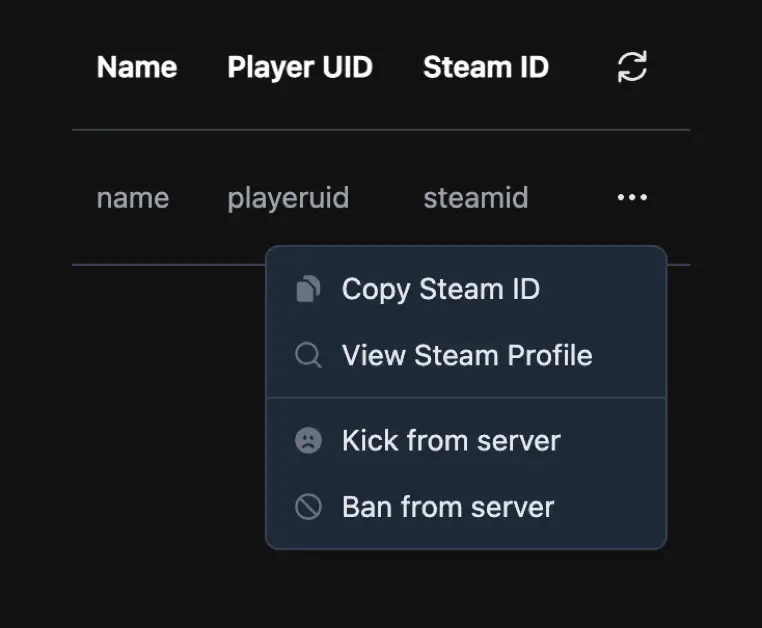 Name Player UID Steam ID
name playeruid steamid
Copy Steam ID
View Steam Profile
Kick from server
Ban from server